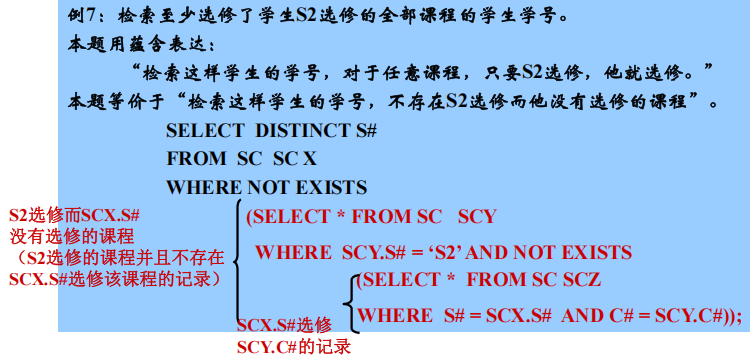 例7：检索至少选修了学生S2选修的全部课程的学生学号。
本题用蕴含表达：
“检索这样学生的学号，对于任意课程，只要S2选修，他就选修。”
本题等价于“检索这样学生的学号，不存在S2选修而他没有选修的课程”。
SELECT DISTINCT S#
FROM SC SC X
WHERE NOT EXISTS
(SELECT * FROM SC SCY
WHERE SCY.S# = ‘S2’ AND NOT EXISTS
(SELECT * FROM SC SCZ
WHERE S# = SCX.S# AND C# = SCY.C#));
S2选修而SCX.S#
没有选修的课程
（S2选修的课程并且不存在
SCX.S#选修该课程的记录）
SCX.S#选修
SCY.C#的记录